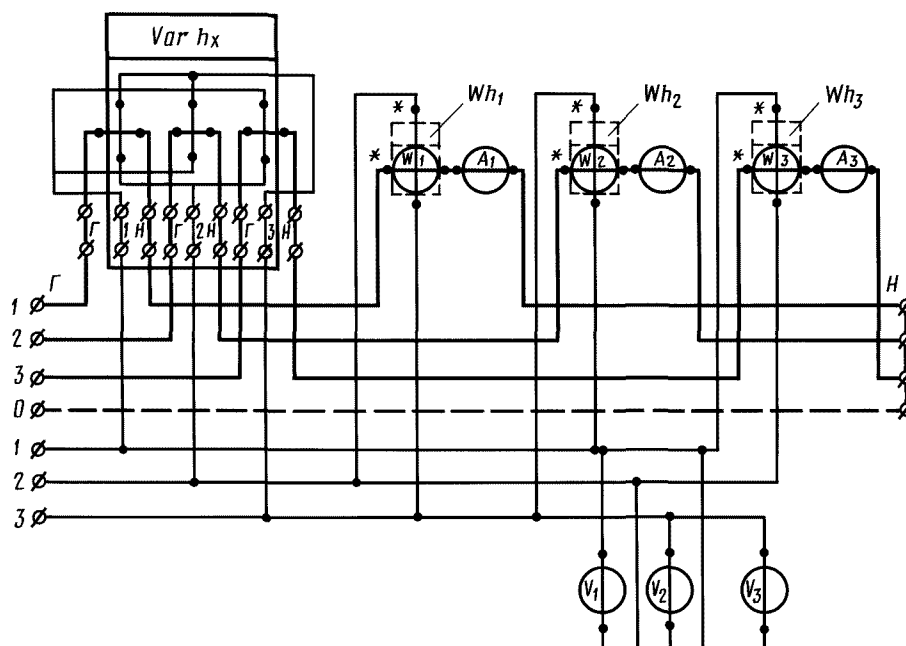 Var hx
* Wh1
* Wh2
* Wh3
* W1 A1
* W2 A2
* W3 A3
Г 1 Н Г 2 Н Г 3 Н
Г
Н
1
2
3
0
1
2
3
V1 V2 V3